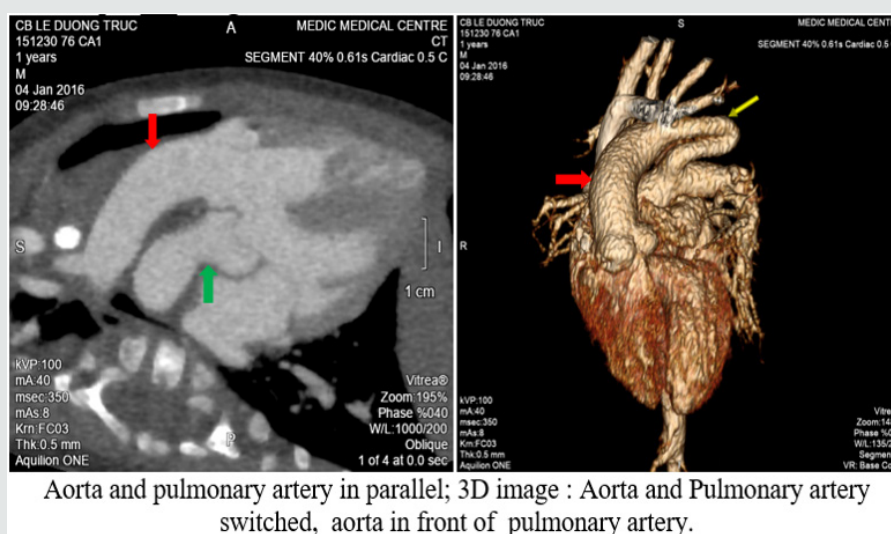 CB LE DUONG TRUC
151230 76 CA1
1 years
M
04 Jan 2016
09:28:46
A
MEDIC MEDICAL CENTRE
CT
SEGMENT 40% 0.61s Cardiac 0.5 C
S
I
1 cm
kVP:100
mA:40
msec:350
mAs:8
Krn:FC03
Thk:0.5 mm
Aquilion ONE
P
Vitrea®
Zoom 195%
Phase %040
W/L:1000/200
Oblique
1 of 4 at 0.0 sec
CB LE DUONG TRUC
151230 76 CA1
1 years
M
04 Jan 2016
09:28:46
S
MEDIC MEDICAL CENTRE
SEGMENT 40% 0.61s Cardiac 0.5 C
R
kVP:100
mA:40
msec:350
mAs:8
Krn:FC03
Thk:0.5 mm
Aquilion ONE
Aorta and pulmonary artery in parallel; 3D image : Aorta and Pulmonary artery
switched, aorta in front of pulmonary artery.